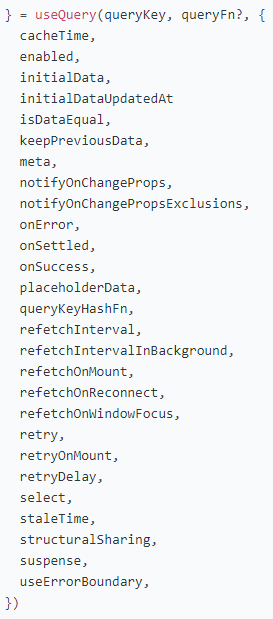 } = useQuery(queryKey, queryFn?, {
cacheTime,
enabled,
initialData,
initialDataUpdatedAt
isDataEqual,
keepPreviousData,
meta,
notifyOnChangeProps,
notifyOnChangePropsExclusions,
onError,
onSettled,
onSuccess,
placeholderData,
queryKeyHashFn,
refetchInterval,
refetchIntervalInBackground,
refetchOnMount,
refetchOnReconnect,
refetchOnWindowFocus,
retry,
retryOnMount,
retryDelay,
select,
staleTime,
structuralSharing,
suspense,
useErrorBoundary,
})